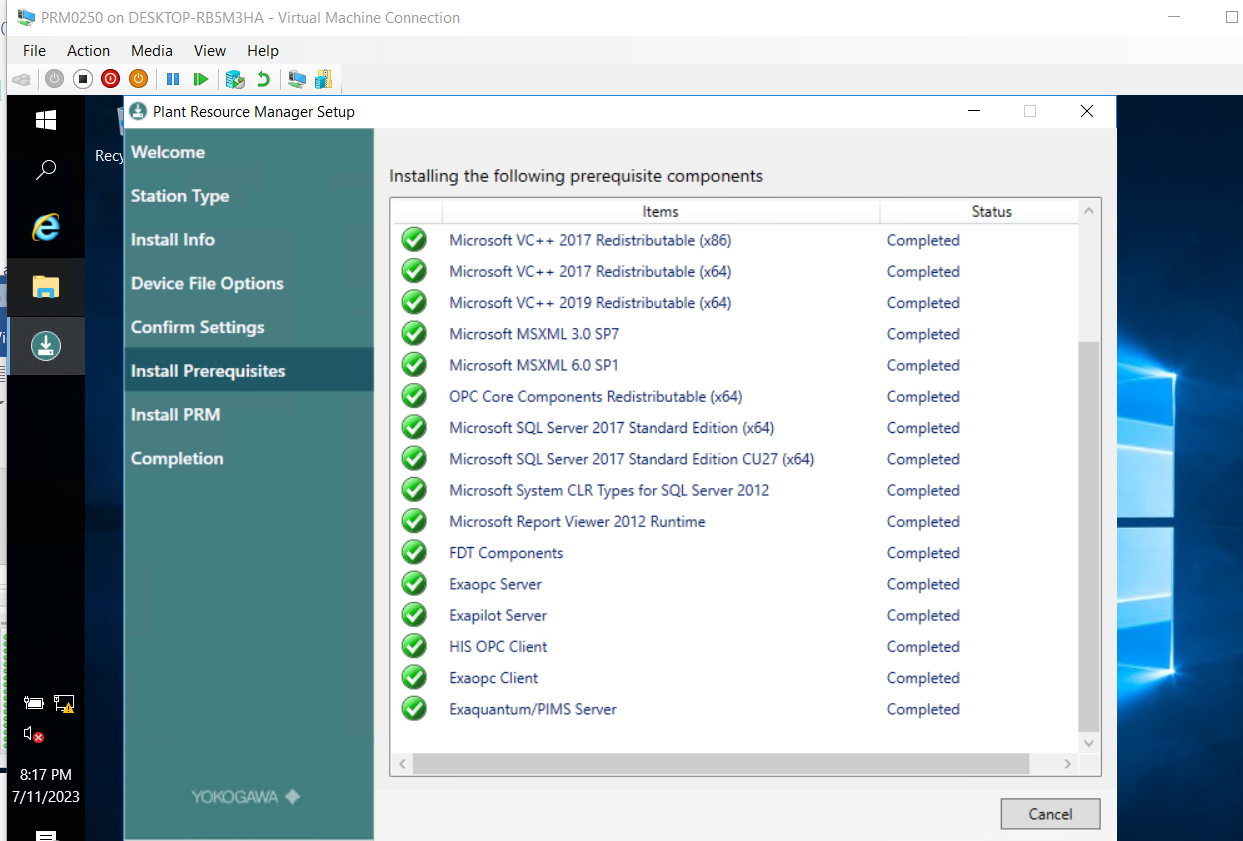 PRM0250 on DESKTOP-RB5M3HA - Virtual Machine Connection
File Action Media View Help
Plant Resource Manager Setup
Recy
Welcome
Station Type
Install Info
Device File Options
Confirm Settings
Install Prerequisites
Install PRM
Completion
YOKOGAWA
Installing the following prerequisite components
Items Status
Microsoft VC++ 2017 Redistributable (x86) Completed
Microsoft VC++ 2017 Redistributable (x64) Completed
Microsoft VC++ 2019 Redistributable (x64) Completed
Microsoft MSXML 3.0 SP7 Completed
Microsoft MSXML 6.0 SP1 Completed
OPC Core Components Redistributable (x64) Completed
Microsoft SQL Server 2017 Standard Edition (x64) Completed
Microsoft SQL Server 2017 Standard Edition CU27 (x64) Completed
Microsoft System CLR Types for SQL Server 2012 Completed
Microsoft Report Viewer 2012 Runtime Completed
FDT Components Completed
Exaopc Server Completed
Exapilot Server Completed
HIS OPC Client Completed
Exaopc Client Completed
Exaquantum/PIMS Server Completed
Cancel
8:17 PM
7/11/2023